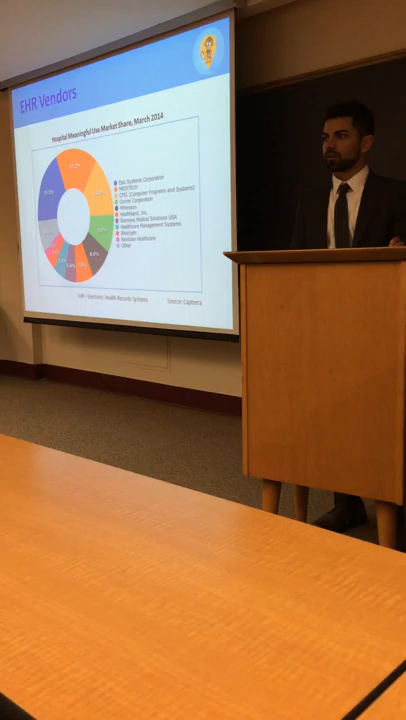 EHR Vendors
Hospital Meaningful Use Market Share, March 2014
Epic Systems Corporation
MEDITECH
CPSI (Computer Programs and Systems)
Cerner Corporation
McKesson
Healthland, Inc.
Siemens Medical Solutions USA
Healthcare Management Systems
Allscripts
NextGen Healthcare
Other
8.0%
Electronic Health Records Systems
Source: Capterra